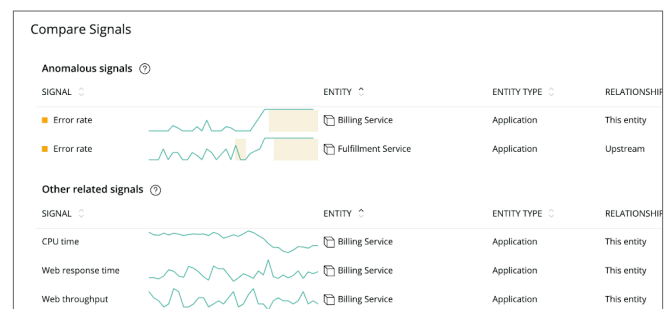 Compare Signals
Anomalous signals ?
SIGNAL ENTITY ENTITY TYPE RELATIONSHIP
Error rate Billing Service Application This entity
Error rate Fulfillment Service Application Upstream
Other related signals ?
SIGNAL ENTITY ENTITY TYPE RELATIONSHIP
CPU time Billing Service Application This entity
Web response time Billing Service Application This entity
Web throughput Billing Service Application This entity